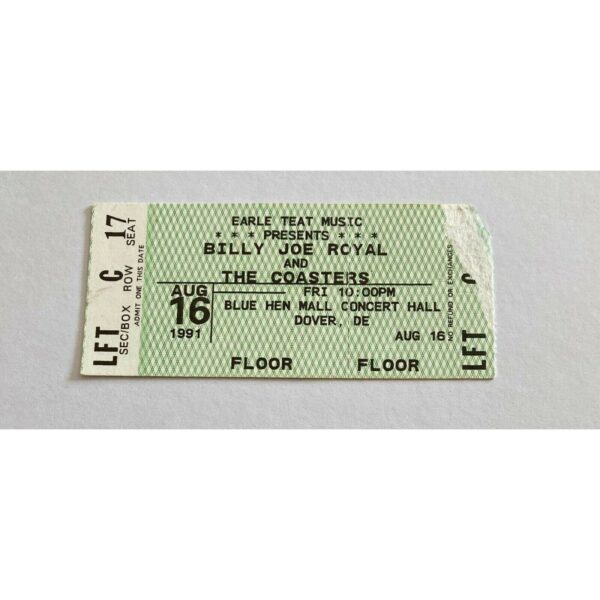 EARLE TEAT MUSIC
* * * PRESENTS * * *
BILLY JOE ROYAL
AND
THE COASTERS
AUG
16
1991
FRI 10:00PM
BLUE HEN MALL CONCERT HALL
DOVER, DE
AUG 16
FLOOR FLOOR
LFT C 17
SEC/BOX ROW SEAT
ADMIT ONE THIS DATE
NO REFUND OR EXCHANGES
LFT C